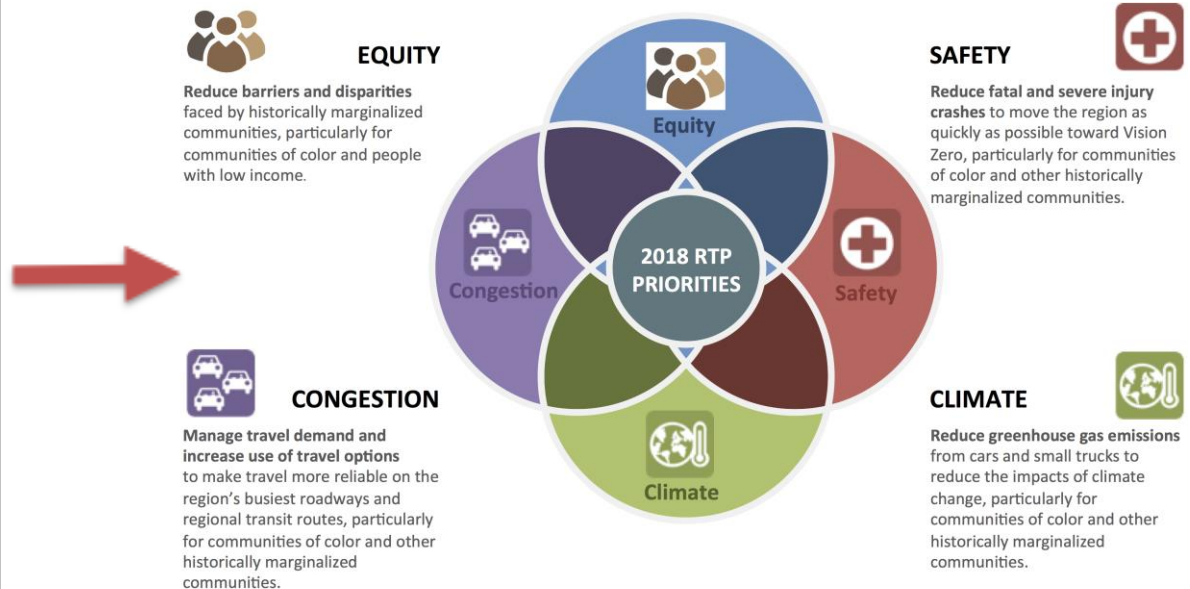 EQUITY
Reduce barriers and disparities
faced by historically marginalized
communities, particularly for
communities of color and people
with low income.
CONGESTION
Manage travel demand and
increase use of travel options
to make travel more reliable on the
region's busiest roadways and
regional transit routes, particularly
for communities of color and other
historically marginalized
communities.
Equity
Congestion
2018 RTP
PRIORITIES
Safety
Climate
SAFETY
Reduce fatal and severe injury
crashes to move the region as
quickly as possible toward Vision
Zero, particularly for communities
of color and other historically
marginalized communities.
CLIMATE
Reduce greenhouse gas emissions
from cars and small trucks to
reduce the impacts of climate
change, particularly for
communities of color and other
historically marginalized
communities.